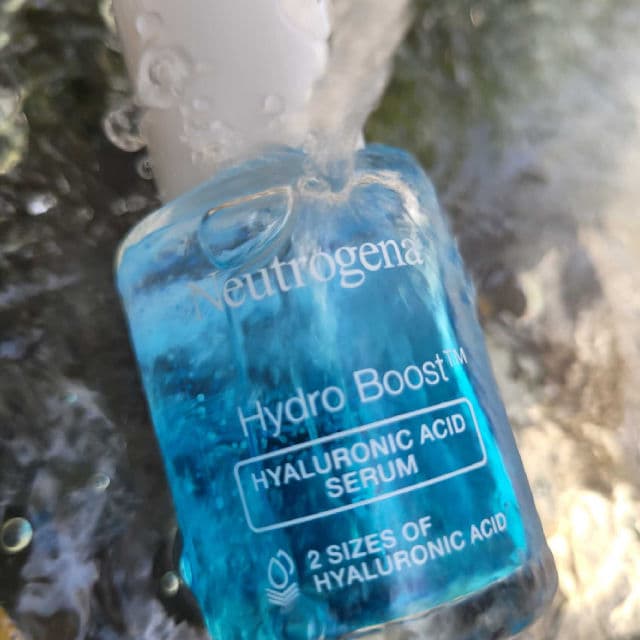 Neutrogena
Hydro Boost™
HYALURONIC ACID
SERUM
2 SIZES OF
HYALURONIC ACID